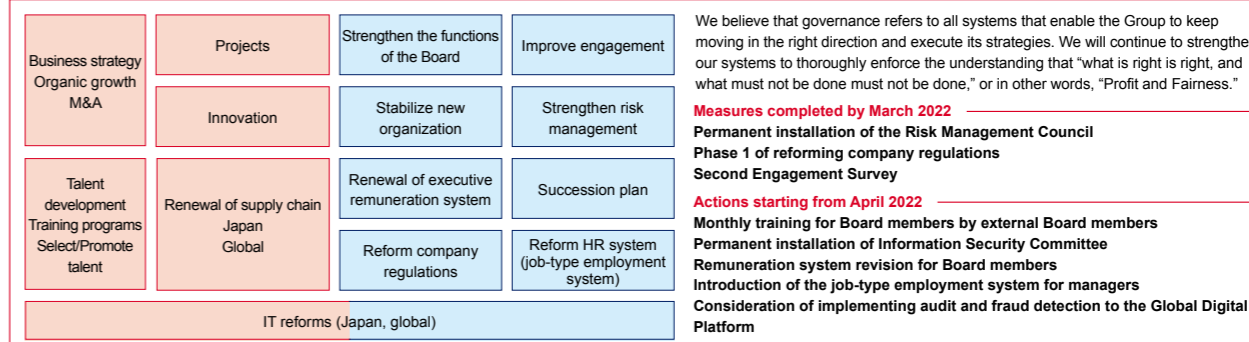 Business strategy
Organic growth
M&A
Projects
Innovation
Strengthen the functions
of the Board
Improve engagement
Stabilize new
organization
Strengthen risk
management
Talent
development
Training programs
Select/Promote
talent
Renewal of supply chain
Japan
Global
Renewal of executive
remuneration system
Succession plan
Reform company
regulations
Reform HR system
(job-type employment
system)
IT reforms (Japan, global)
We believe that governance refers to all systems that enable the Group to keep
moving in the right direction and execute its strategies. We will continue to strengthe
our systems to thoroughly enforce the understanding that “what is right is right, and
what must not be done must not be done,” or in other words, “Profit and Fairness.”
Measures completed by March 2022
Permanent installation of the Risk Management Council
Phase 1 of reforming company regulations
Second Engagement Survey
Actions starting from April 2022
Monthly training for Board members by external Board members
Permanent installation of Information Security Committee
Remuneration system revision for Board members
Introduction of the job-type employment system for managers
Consideration of implementing audit and fraud detection to the Global Digital
Platform